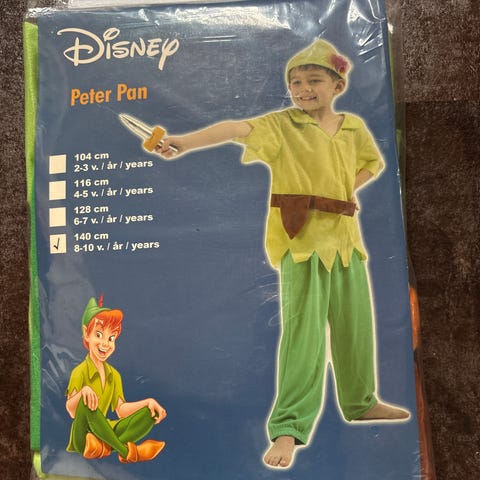 Disney
Peter Pan
104 cm
2-3 v. / år / years
116 cm
4-5 v. / år / years
128 cm
6-7 v. / år / years
140 cm
8-10 v. / år / years